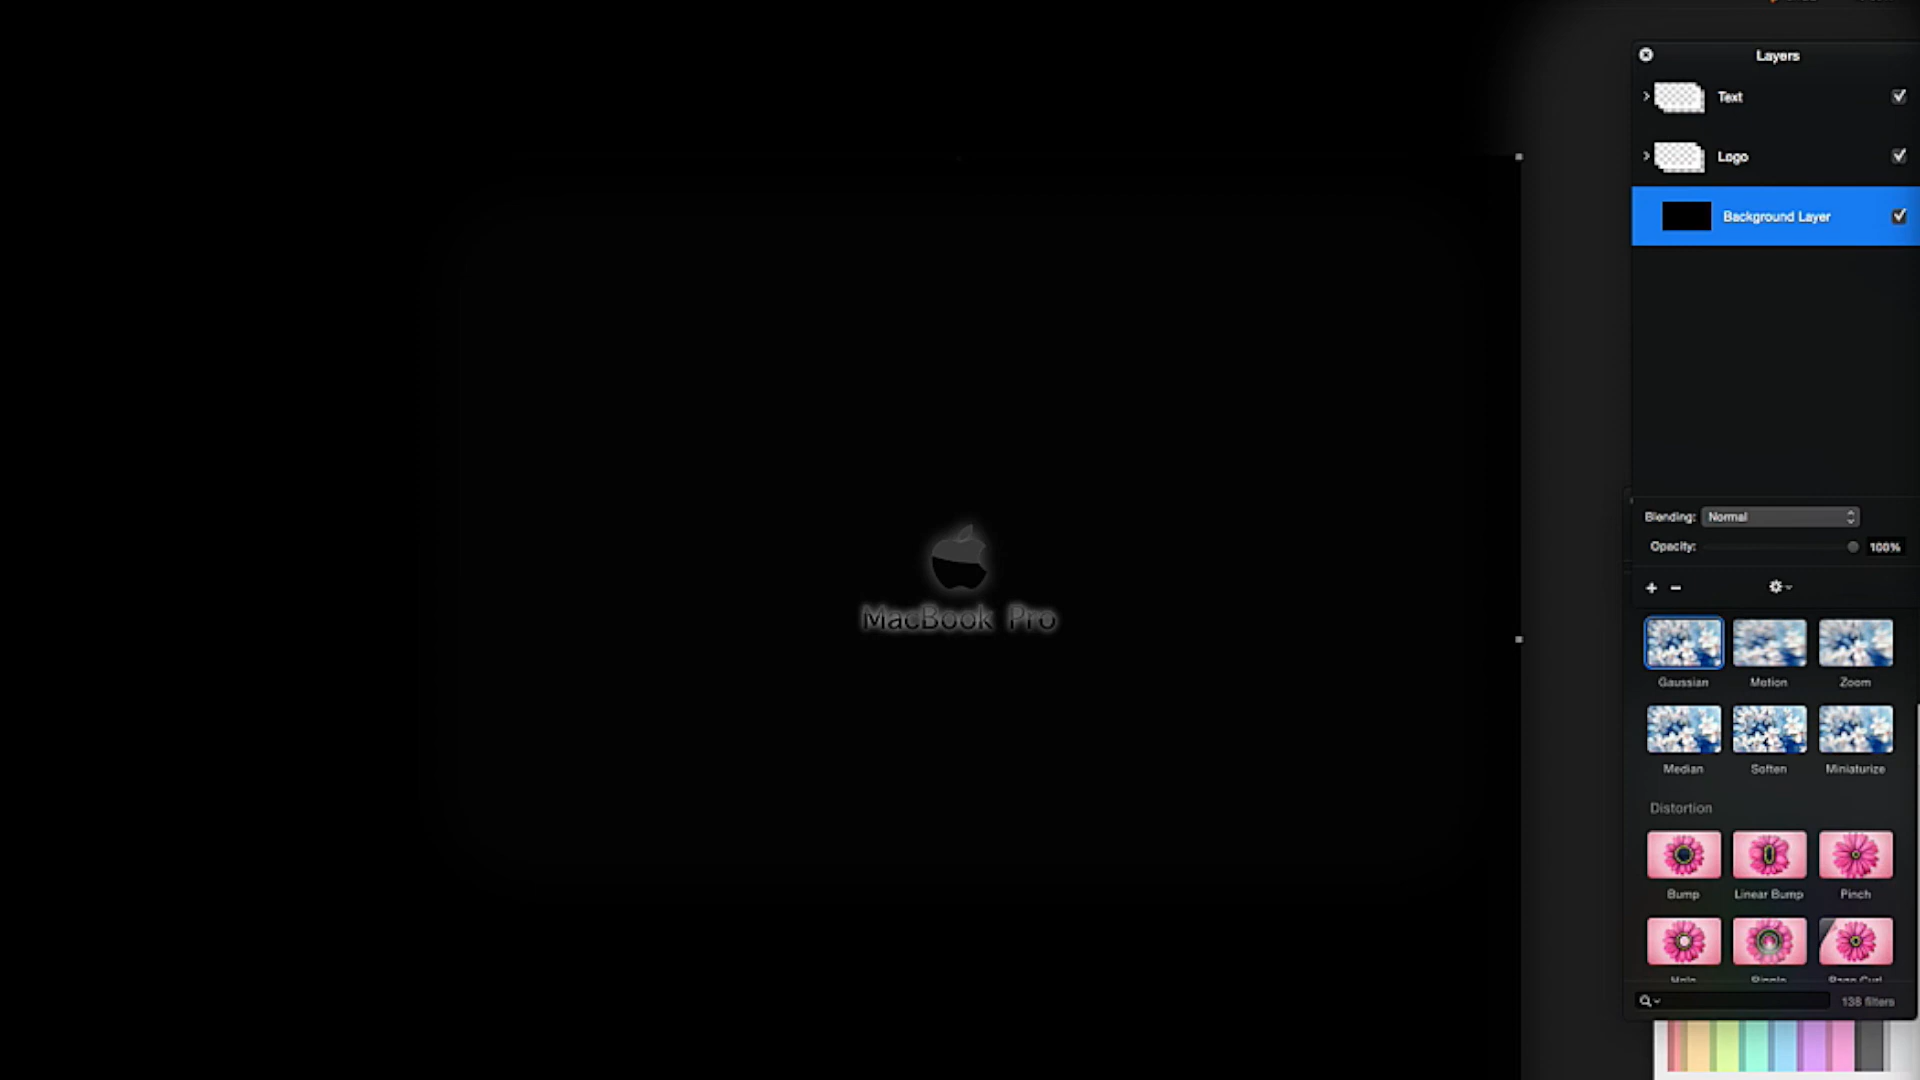 Layers
Text
Logo
Background Layer
MacBook Pro
Blending: Normal
Opacity: 100%
Gaussian Motion Zoom
Median Soften Miniaturize
Distortion
Bump Linear Bump Pinch
138 filters